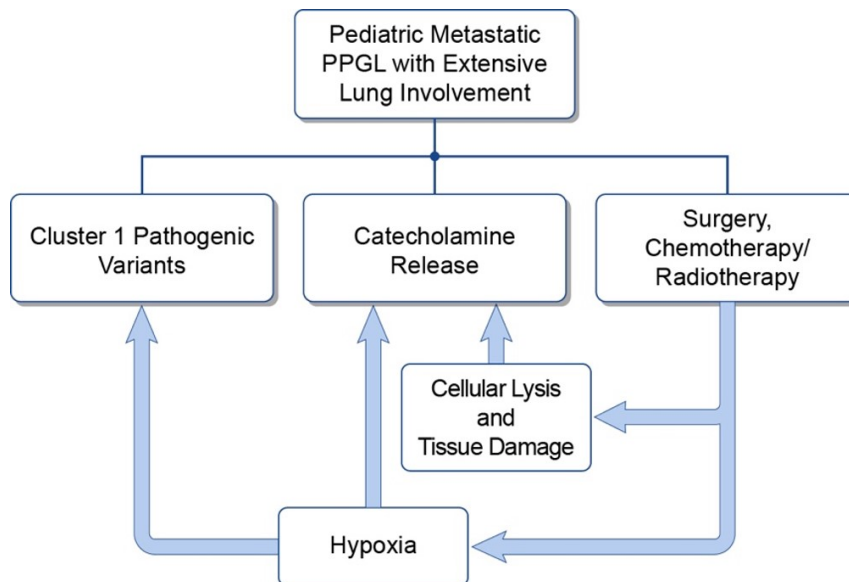 Pediatric Metastatic
PPGL with Extensive
Lung Involvement
Cluster 1 Pathogenic
Variants
Catecholamine
Release
Surgery,
Chemotherapy/
Radiotherapy
Cellular Lysis
and
Tissue Damage
Hypoxia